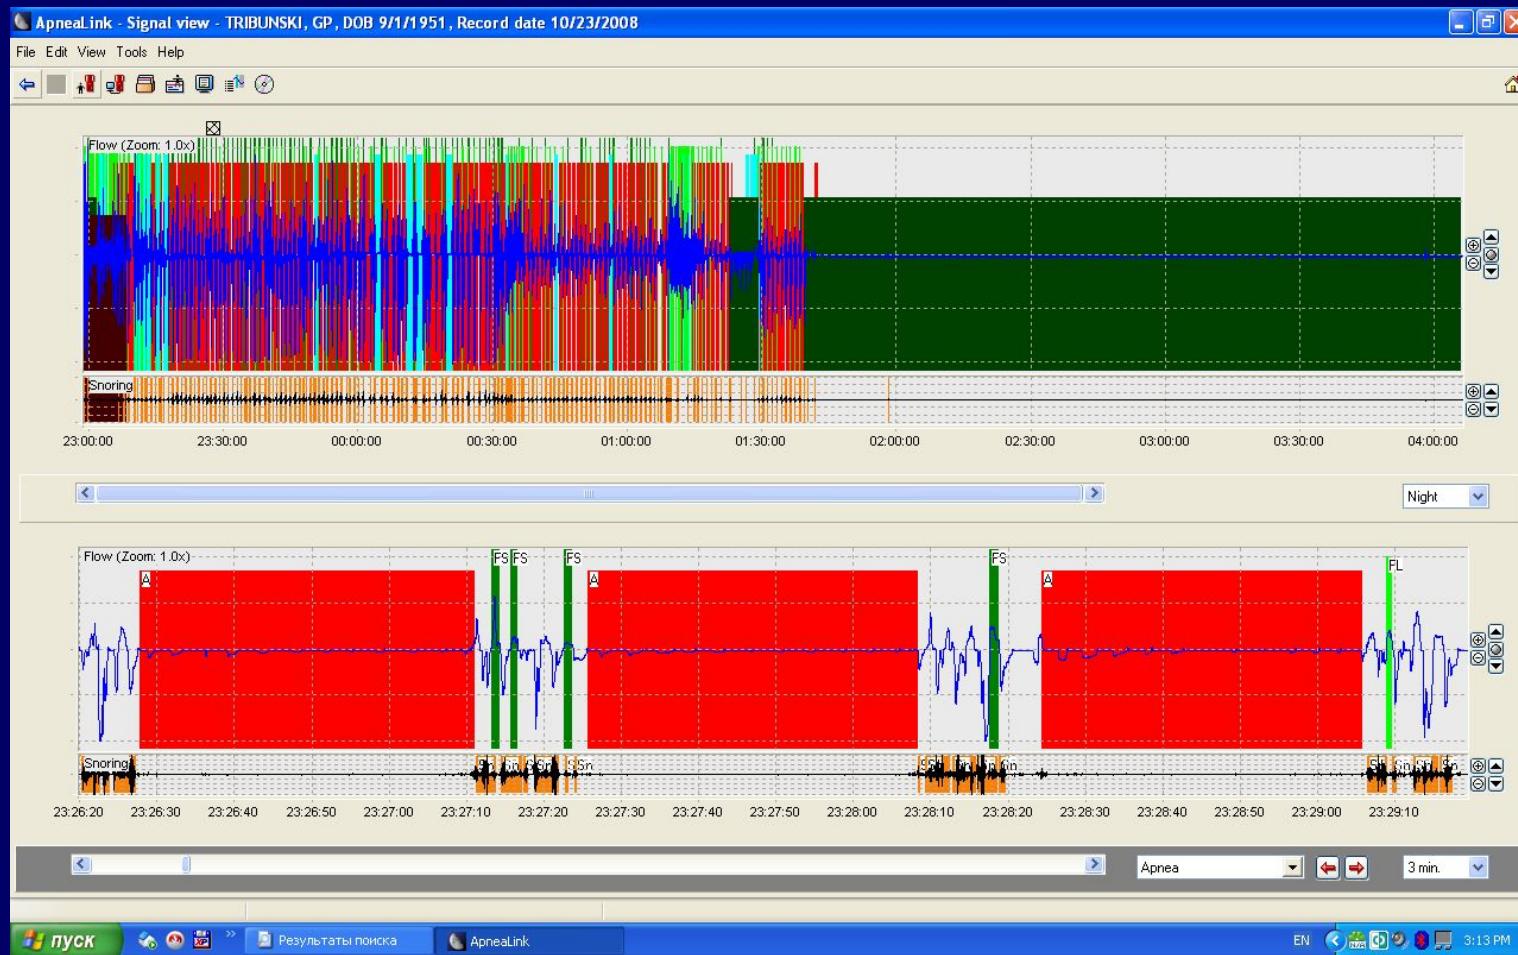 ApneaLink - Signal view - TRIBUNSKI, GP, DOB 9/1/1951, Record date 10/23/2008
File Edit View Tools Help
Flow (Zoom: 1.0x)
Snoring
23:00:00 23:30:00 00:00:00 00:30:00 01:00:00 01:30:00 02:00:00 02:30:00 03:00:00 03:30:00 04:00:00
Night
Flow (Zoom: 1.0x)
FS FS FS FS FL
A A A
Snoring
Sn
23:26:20 23:26:30 23:26:40 23:26:50 23:27:00 23:27:10 23:27:20 23:27:30 23:27:40 23:27:50 23:28:00 23:28:10 23:28:20 23:28:30 23:28:40 23:28:50 23:29:00 23:29:10
Apnea 3 min.
пуск Результаты поиска ApneaLink EN 3:13 PM